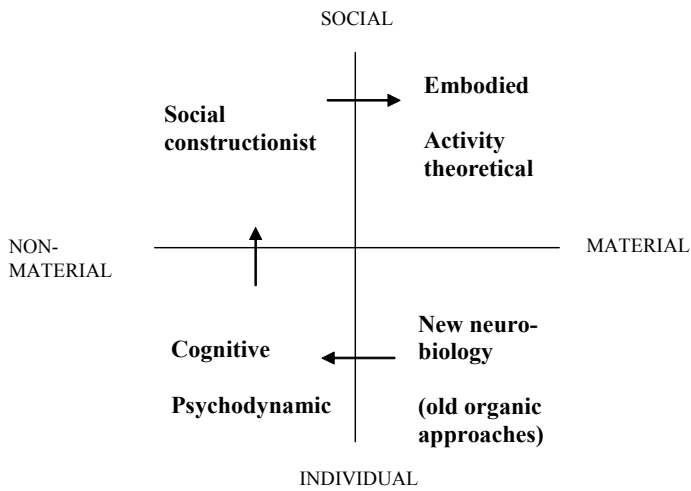 SOCIAL
Embodied
Social
constructionist
Activity
theoretical
NON-
MATERIAL
MATERIAL
Cognitive
Psychodynamic
New neuro-
biology
(old organic
approaches)
INDIVIDUAL